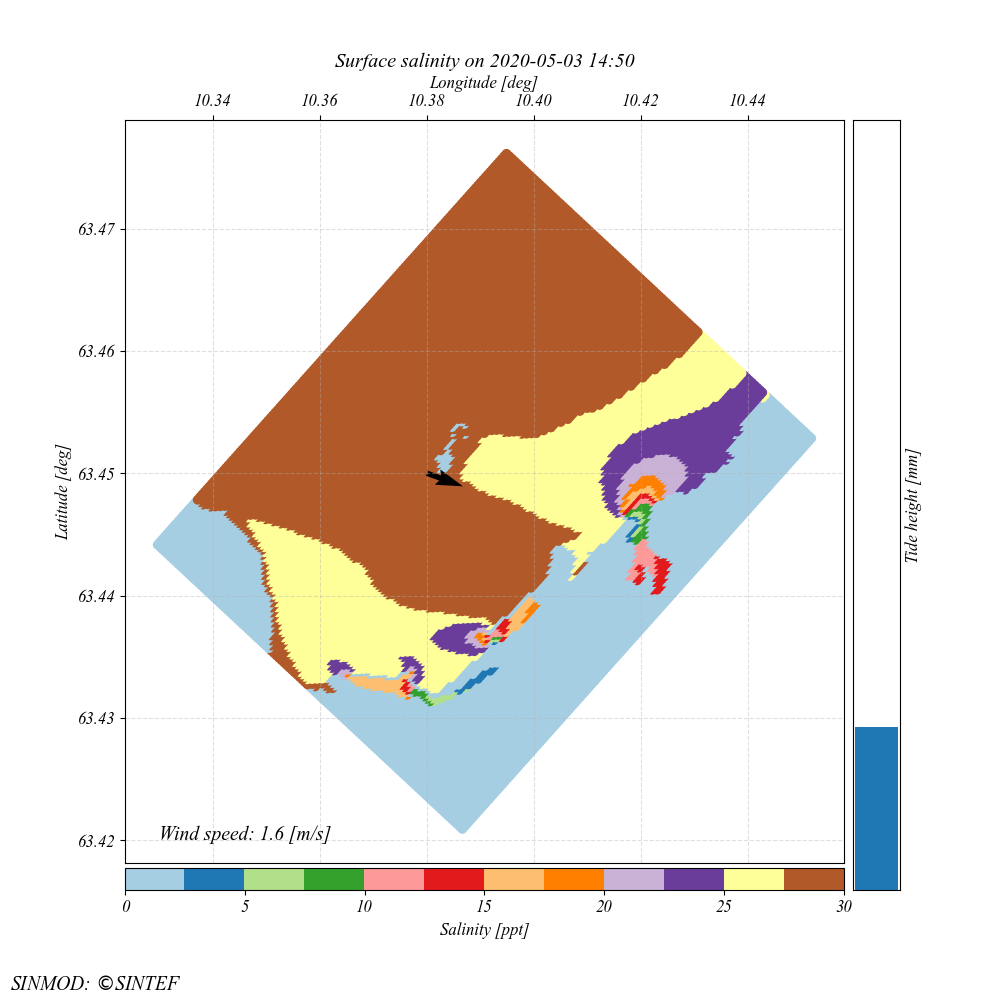 Surface salinity on 2020-05-03 14:50
Longitude [deg]
10.34 10.36 10.38 10.40 10.42 10.44
63.47
63.46
63.45
63.44
63.43
63.42
Latitude [deg]
Tide height [mm]
Wind speed: 1.6 [m/s]
0 5 10 15 20 25 30
Salinity [ppt]
SINMOD: ©SINTEF